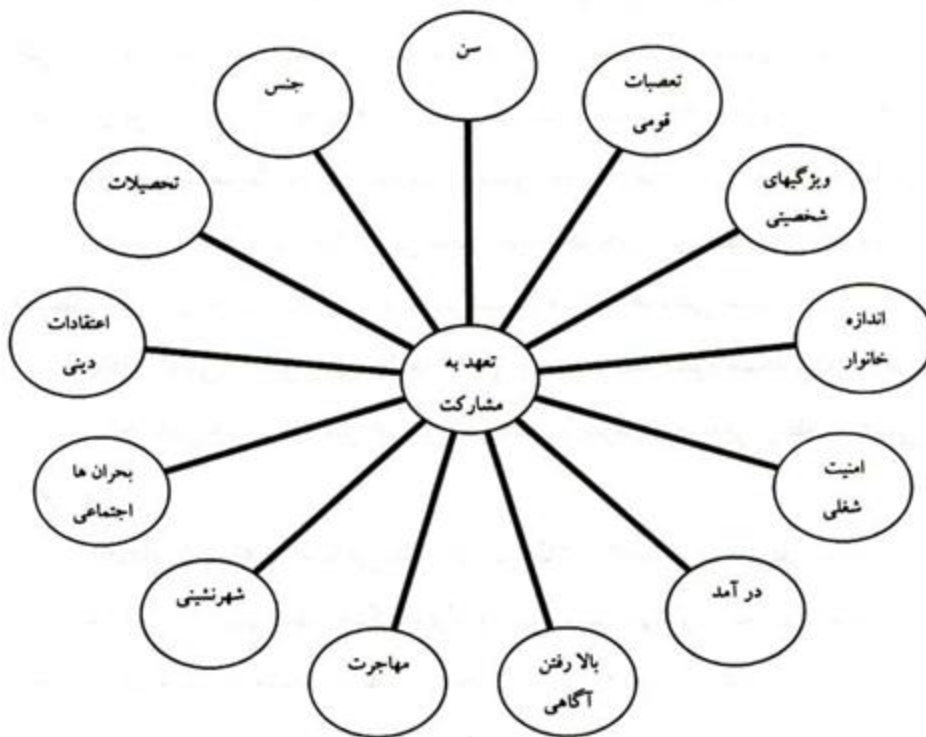 سن
تعصبات
قومی
ویژگیهای
شخصیتی
اندازه
خانوار
امنیت
شغلی
در آمد
بالا رفتن
آگاهی
مهاجرت
شهرنشینی
بحران ها
اجتماعی
اعتقادات
دینی
تحصیلات
جنس
تعهد به
مشارکت